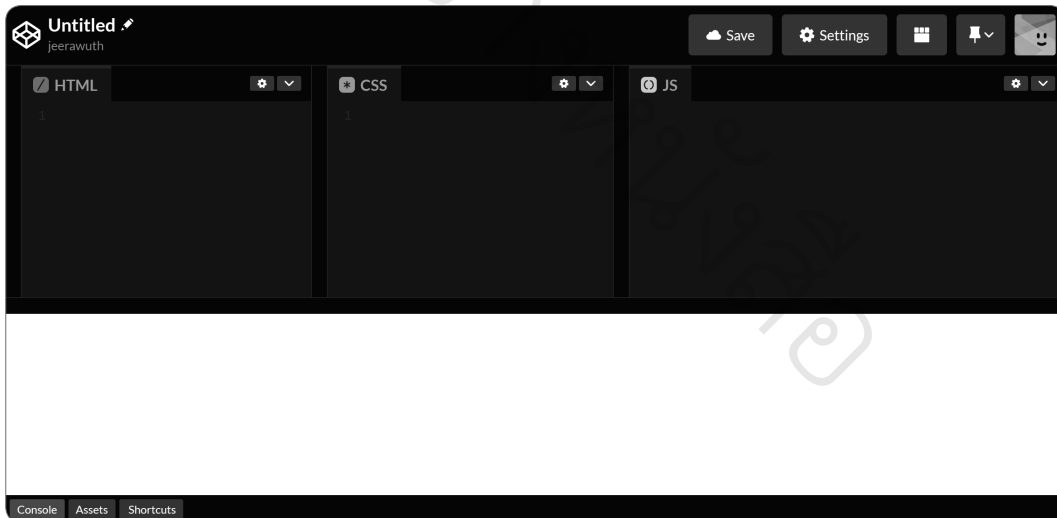 Untitled
jeerawuth
Save
Settings
HTML
CSS
JS
1
1
Console Assets Shortcuts